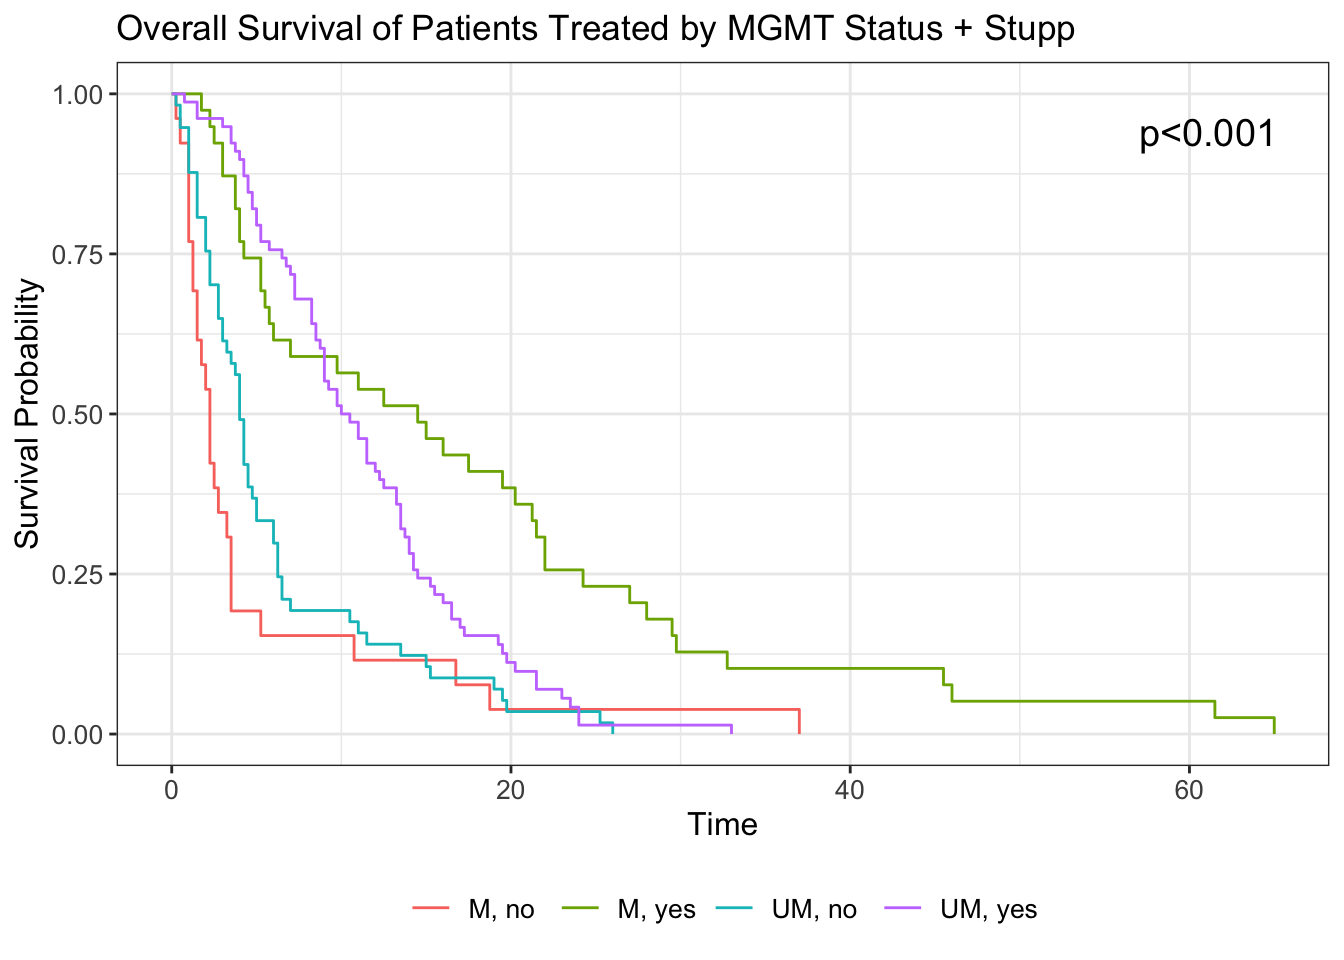 Overall Survival of Patients Treated by MGMT Status + Stupp
p<0.001
Survival Probability
1.00
0.75
0.50
0.25
0.00
0 20 40 60
Time
M, no M, yes UM, no UM, yes